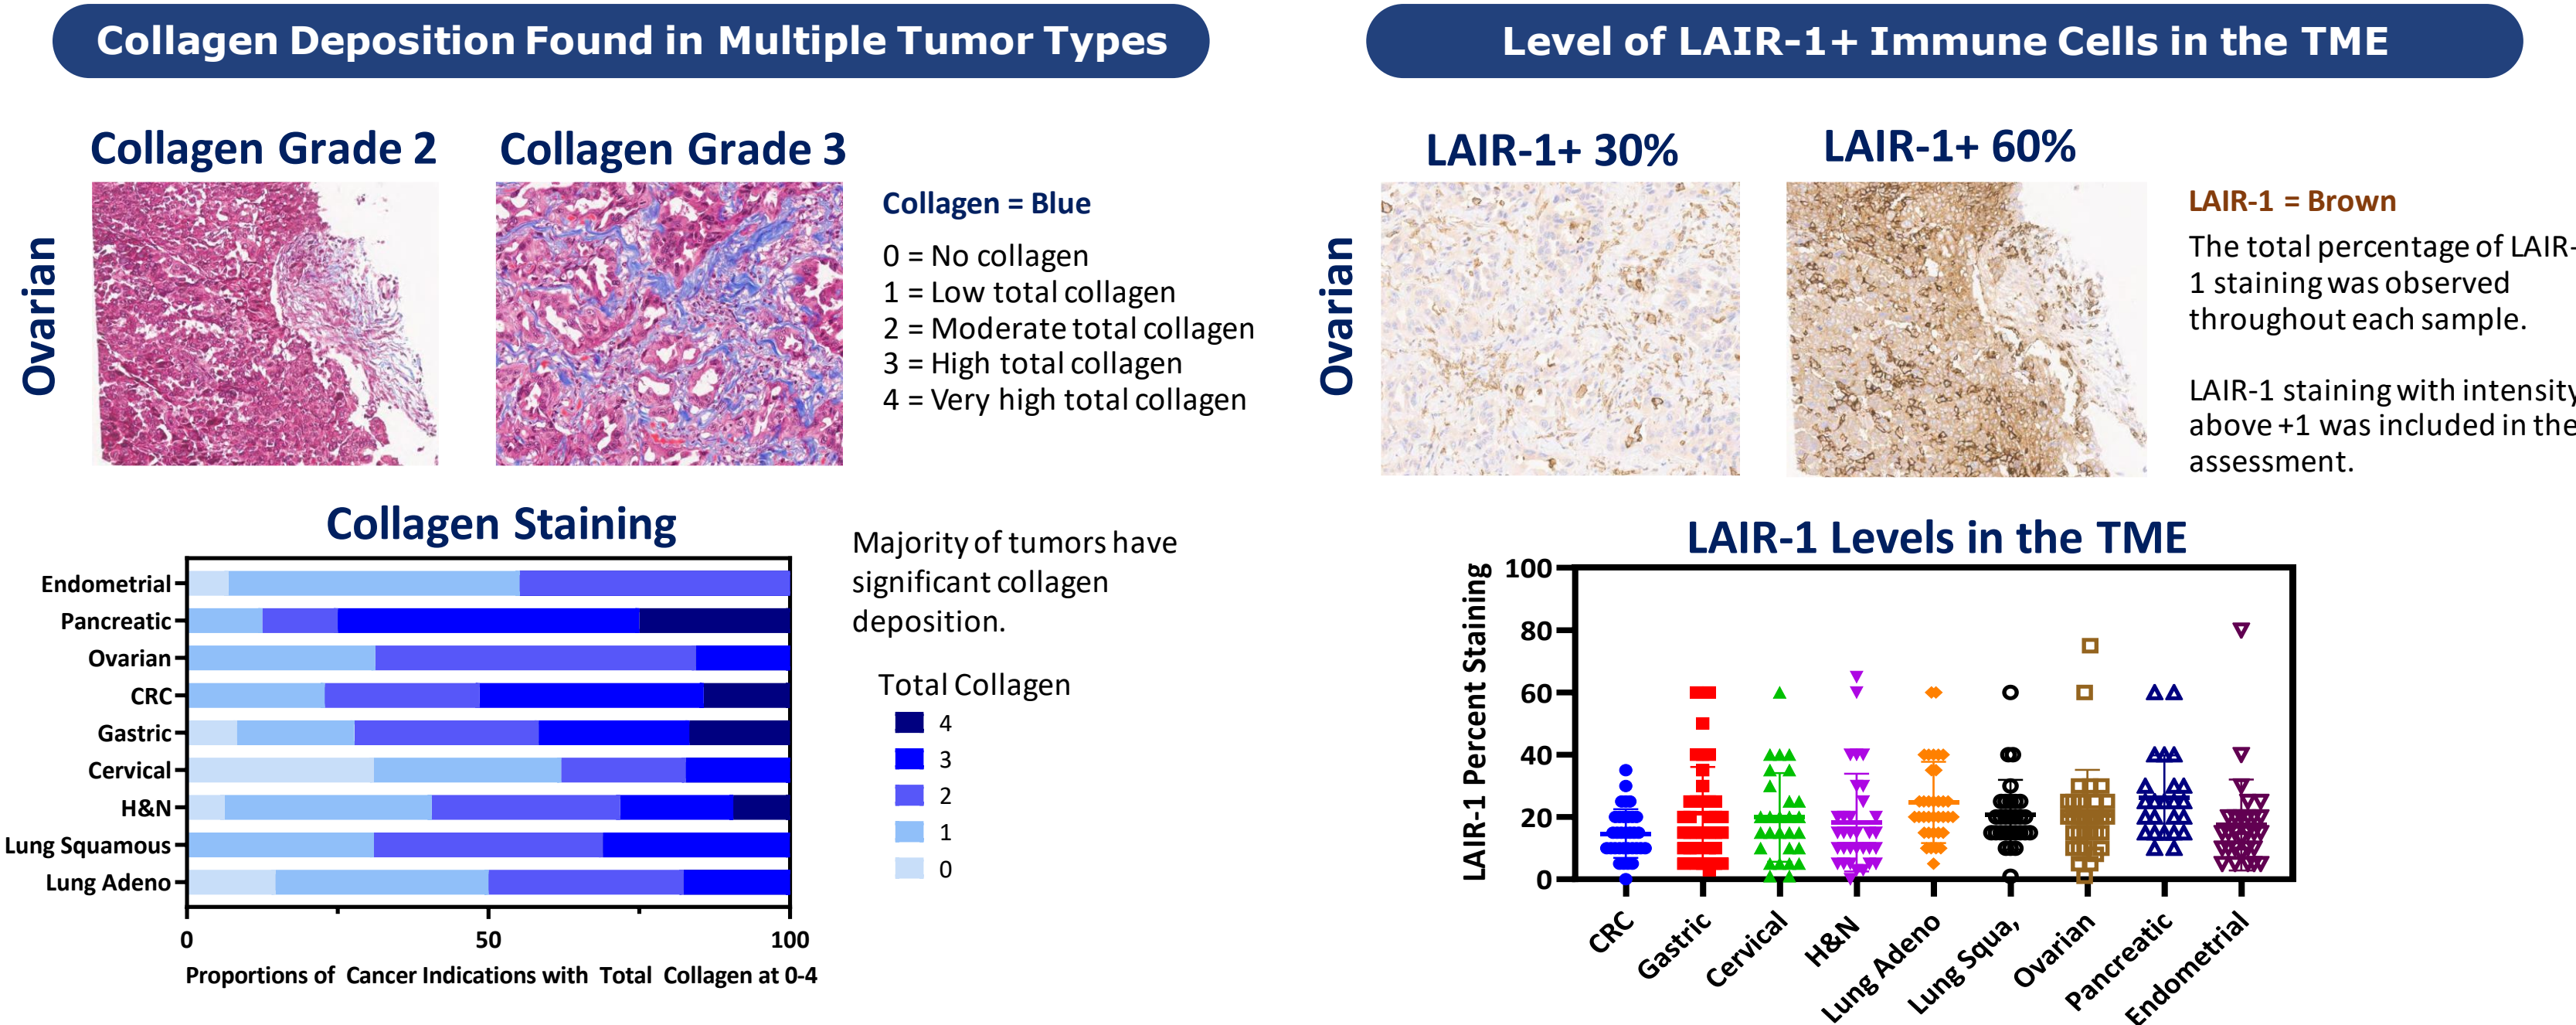 Collagen Deposition Found in Multiple Tumor Types
Collagen Grade 2
Collagen Grade 3
Ovarian
Collagen = Blue
0 = No collagen
1 = Low total collagen
2 = Moderate total collagen
3 = High total collagen
4 = Very high total collagen
Collagen Staining
Endometrial
Pancreatic
Ovarian
CRC
Gastric
Cervical
H&N
Lung Squamous
Lung Adeno
0
50
100
Proportions of Cancer Indications with Total Collagen at 0-4
Majority of tumors have
significant collagen
deposition.
Total Collagen
4
3
2
1
0
Level of LAIR-1+ Immune Cells in the TME
LAIR-1+ 30%
LAIR-1+ 60%
Ovarian
LAIR-1 = Brown
The total percentage of LAIR-
1 staining was observed
throughout each sample.
LAIR-1 staining with intensity
above +1 was included in the
assessment.
LAIR-1 Levels in the TME
LAIR-1 Percent Staining
100
80
60
40
20
0
CRC
Gastric
Cervical
H&N
Lung Adeno
Lung Squa,
Ovarian
Pancreatic
Endometrial